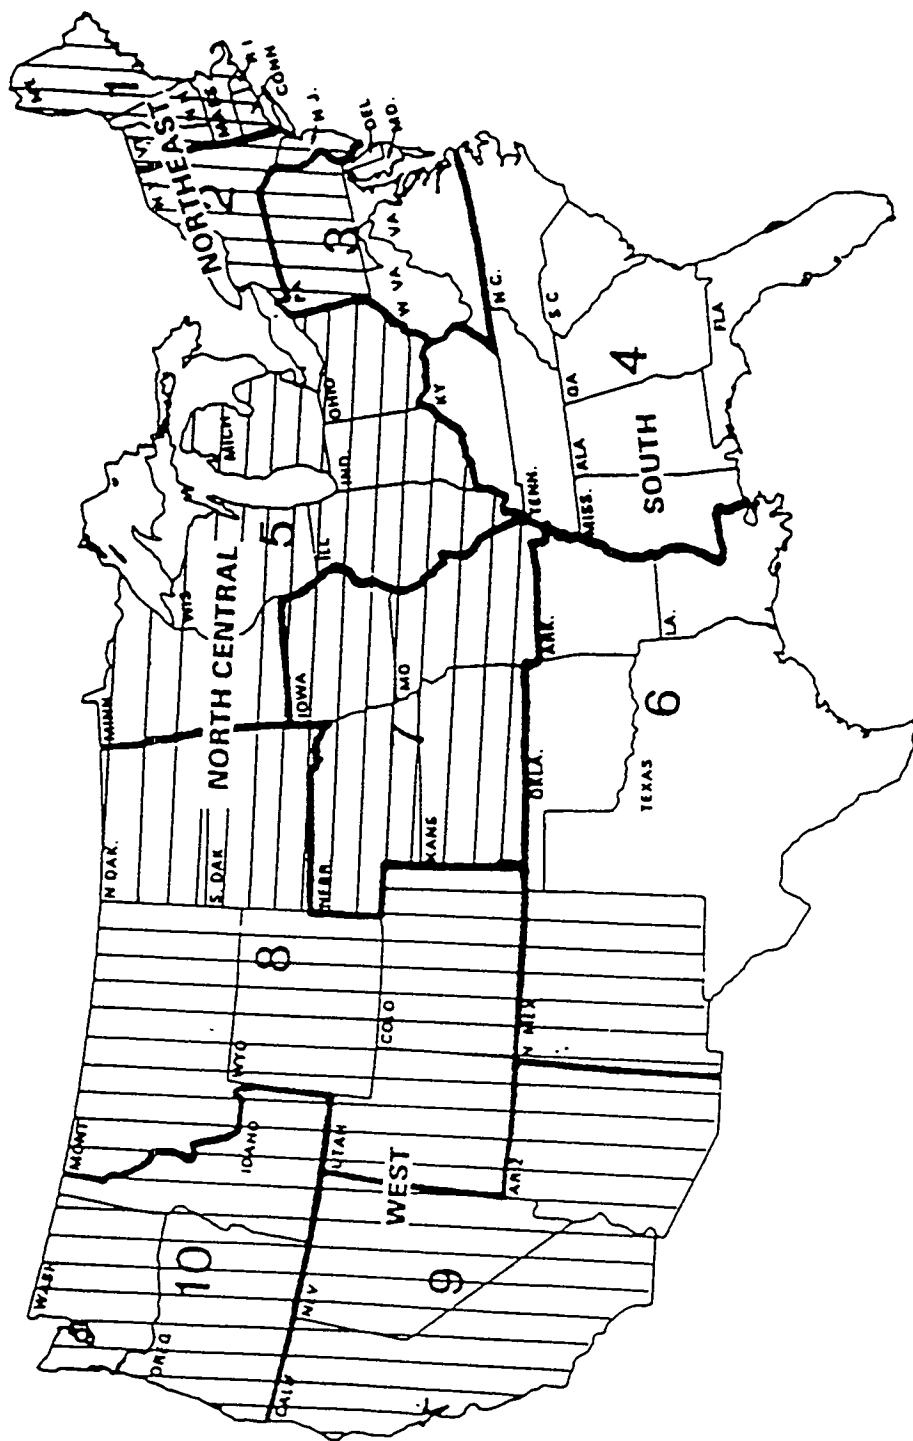 WASH
MONT
N DAK.
MINN
OREG
10
IDAHO
WYO
8
S. DAK
NORTH CENTRAL
WIS
5
MICH
CALIF
NEV
UTAH
WEST
9
COLO
NEBR
IOWA
ILL
IND.
OHIO
KANS
MO
ARIZ
N MEX
OKLA.
ARK.
TENN.
KY
TEXAS
6
LA.
MISS.
ALA
GA
SOUTH
4
FLA
S C
N C.
W VA
VA
3
PA
MD.
DEL
N J.
NORTHEAST
N Y
1
MASS
R I
CONN